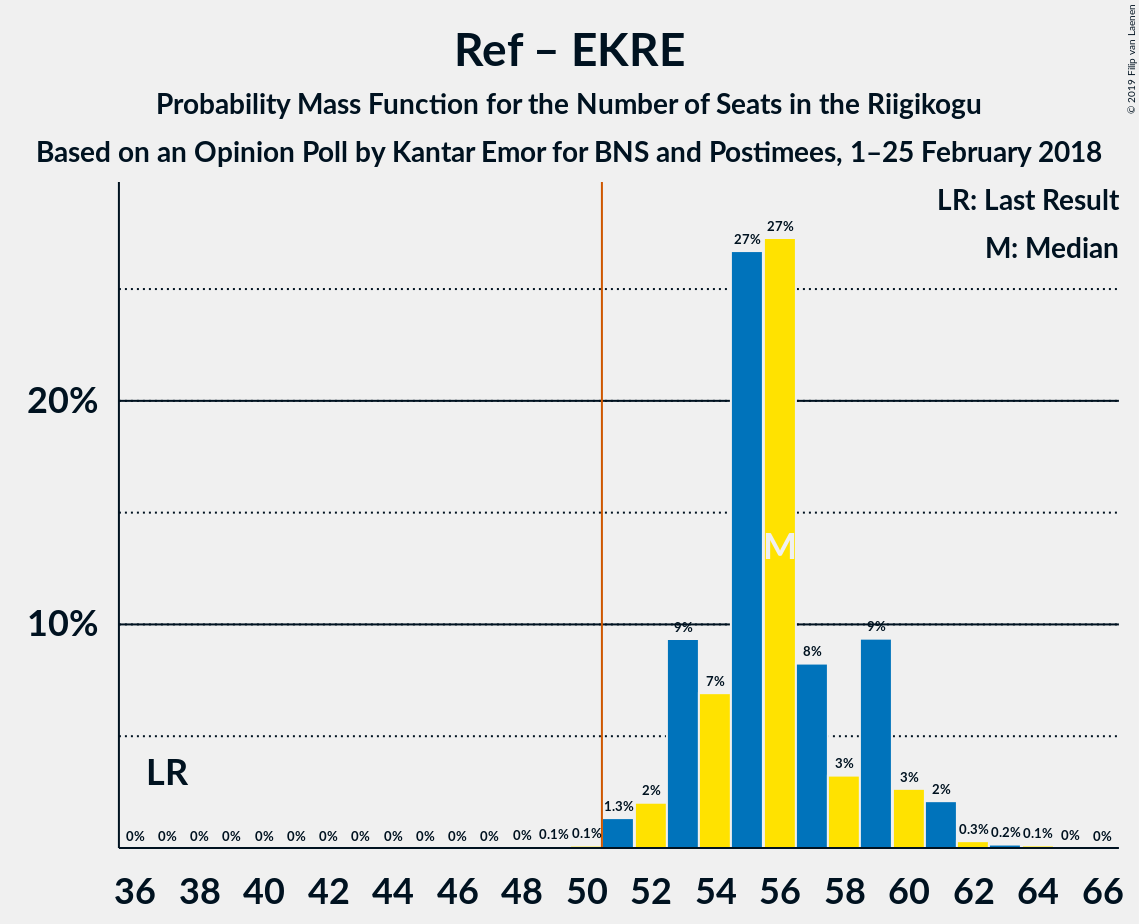 Ref – EKRE
Probability Mass Function for the Number of Seats in the Riigikogu
Based on an Opinion Poll by Kantar Emor for BNS and Postimees, 1–25 February 2018
© 2019 Filip van Laenen
LR: Last Result
M: Median
27% 27%
20%
M
10%
9% 9%
8%
7%
LR
3% 3%
2% 2%
1.3%
0% 0% 0% 0% 0% 0% 0% 0% 0% 0% 0% 0% 0% 0.1% 0.1% 0.3% 0.2% 0.1% 0% 0%
36 38 40 42 44 46 48 50 52 54 56 58 60 62 64 66